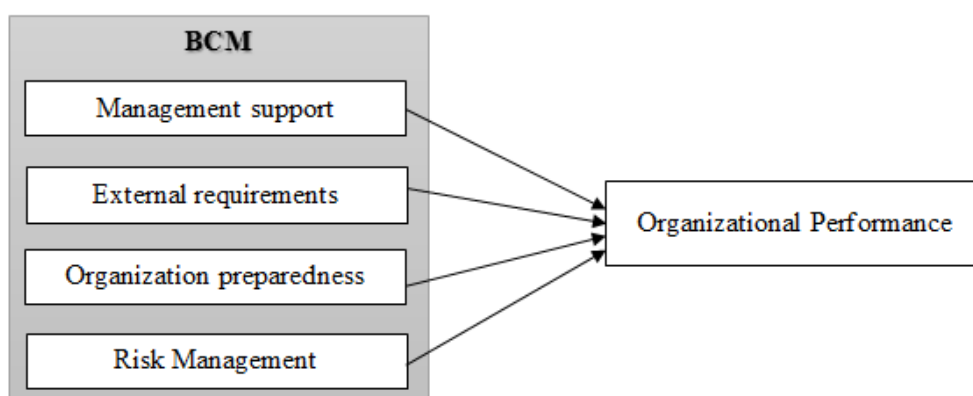 BCM
Management support
External requirements
Organization preparedness
Risk Management
Organizational Performance